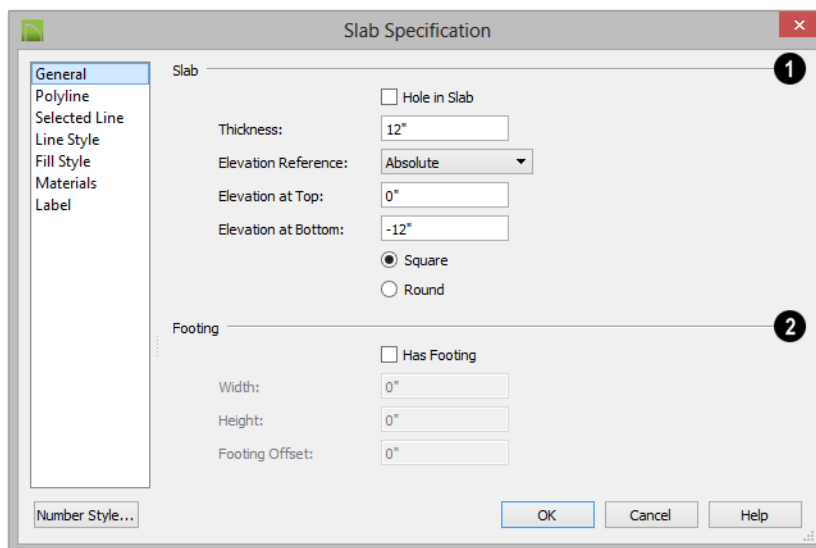 Slab Specification
General
Polyline
Selected Line
Line Style
Fill Style
Materials
Label
Slab
1
Hole in Slab
Thickness: 12"
Elevation Reference: Absolute
Elevation at Top: 0"
Elevation at Bottom: -12"
Square
Round
Footing
2
Has Footing
Width: 0"
Height: 0"
Footing Offset: 0"
Number Style... OK Cancel Help